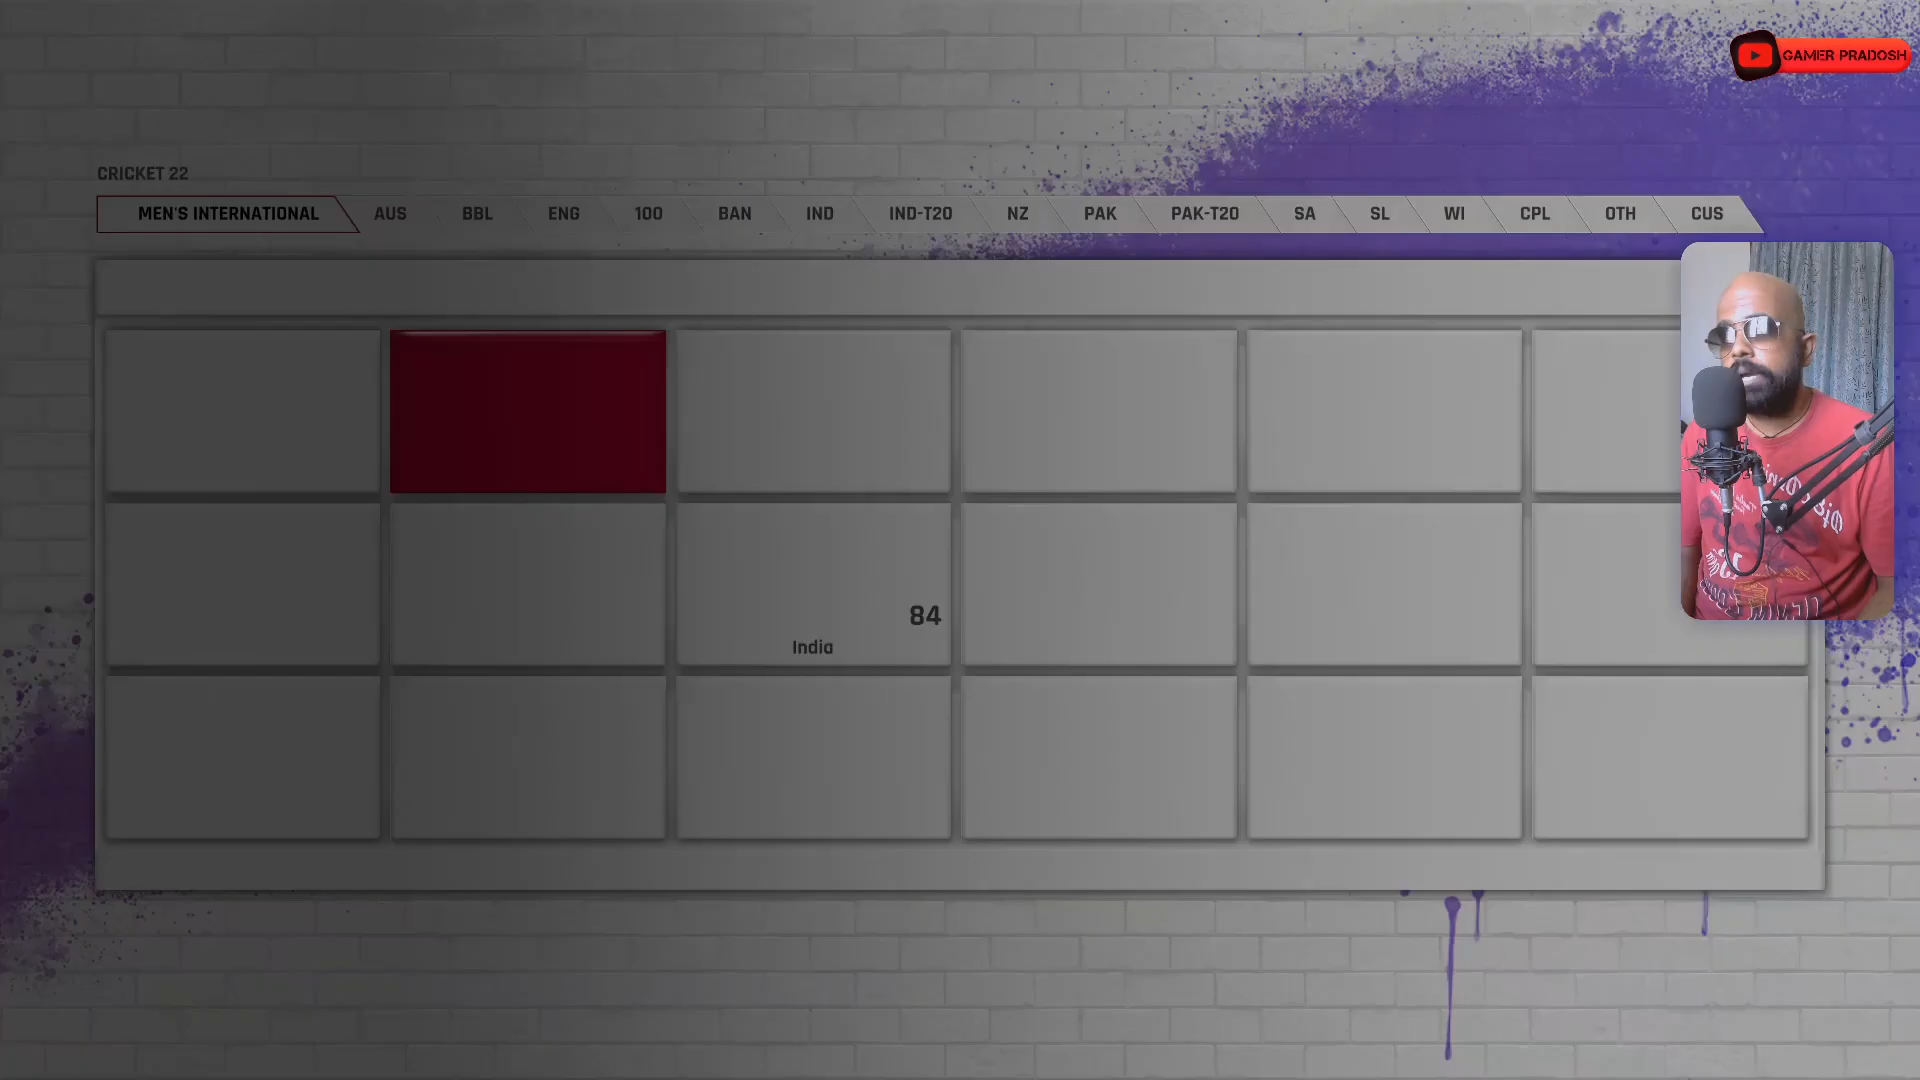 GAMER PRADOSH
CRICKET 22
MEN'S INTERNATIONAL AUS BBL ENG 100 BAN IND IND-T20 NZ PAK PAK-T20 SA SL WI CPL OTH CUS
84
India